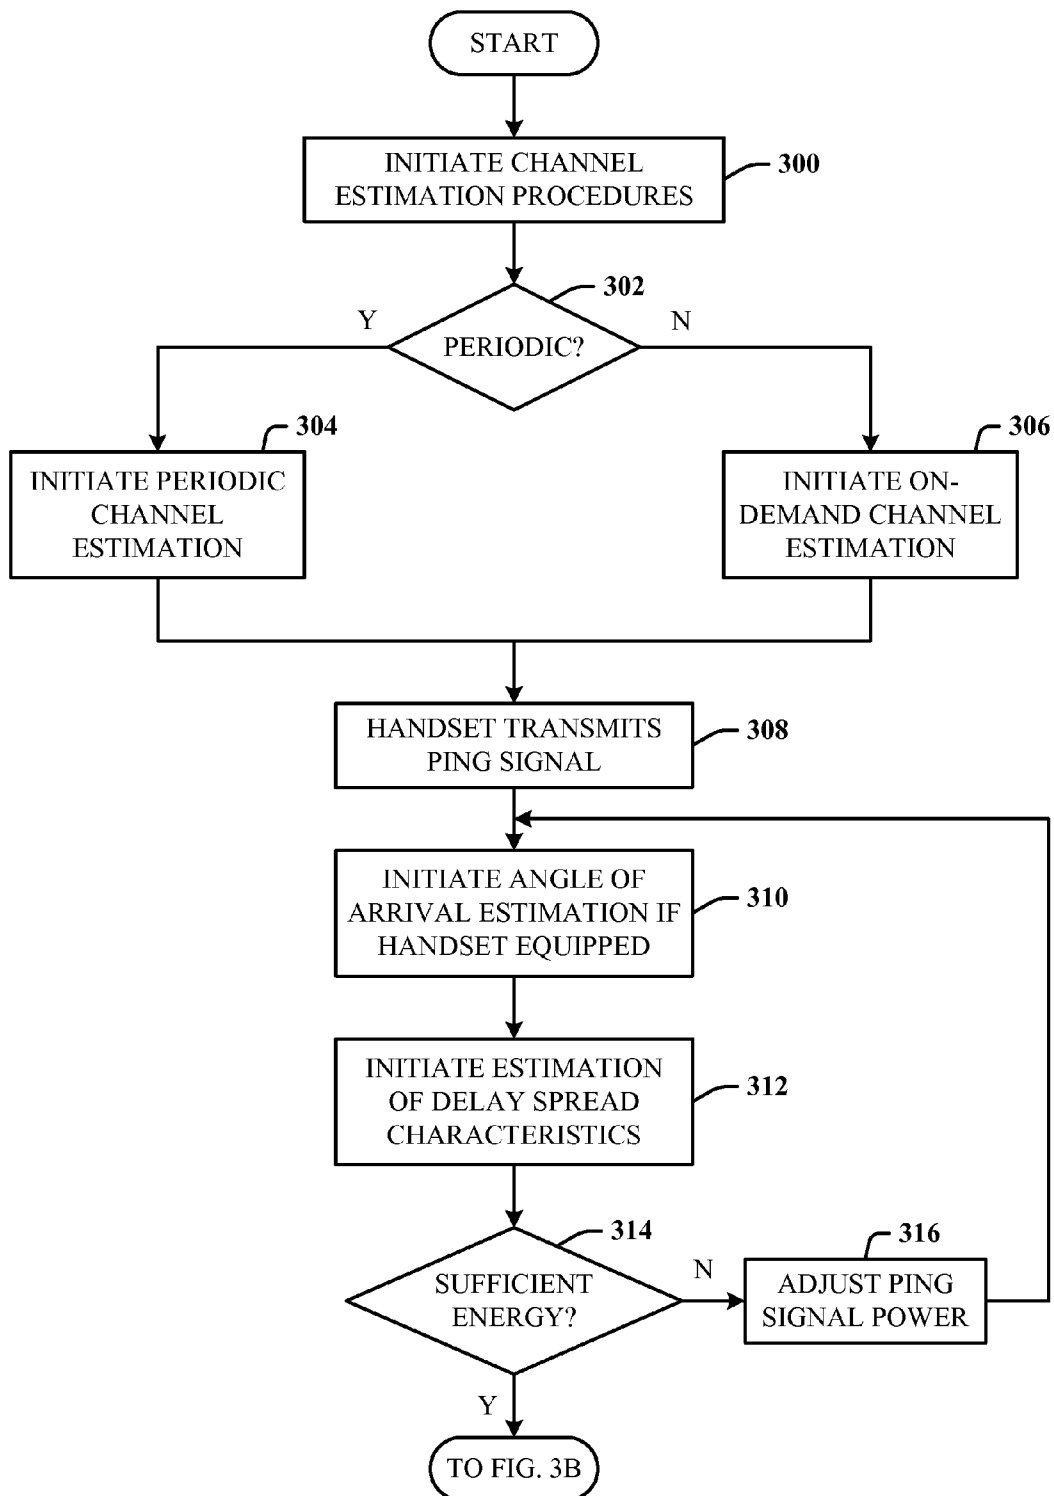 START
INITIATE CHANNEL
ESTIMATION PROCEDURES
300
302
Y
N
PERIODIC?
304
306
INITIATE PERIODIC
CHANNEL
ESTIMATION
INITIATE ON-
DEMAND CHANNEL
ESTIMATION
HANDSET TRANSMITS
PING SIGNAL
308
INITIATE ANGLE OF
ARRIVAL ESTIMATION IF
HANDSET EQUIPPED
310
INITIATE ESTIMATION
OF DELAY SPREAD
CHARACTERISTICS
312
314
SUFFICIENT
ENERGY?
N
316
ADJUST PING
SIGNAL POWER
Y
TO FIG. 3B